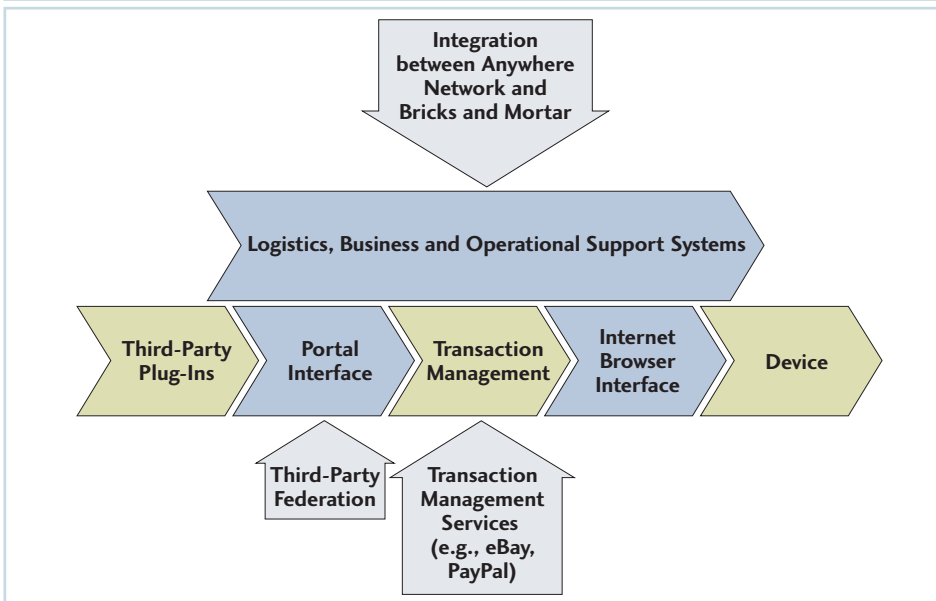 Integration
between Anywhere
Network and
Bricks and Mortar
Logistics, Business and Operational Support Systems
Third-Party
Plug-Ins
Portal
Interface
Transaction
Management
Internet
Browser
Interface
Device
Third-Party
Federation
Transaction
Management
Services
(e.g., eBay,
PayPal)